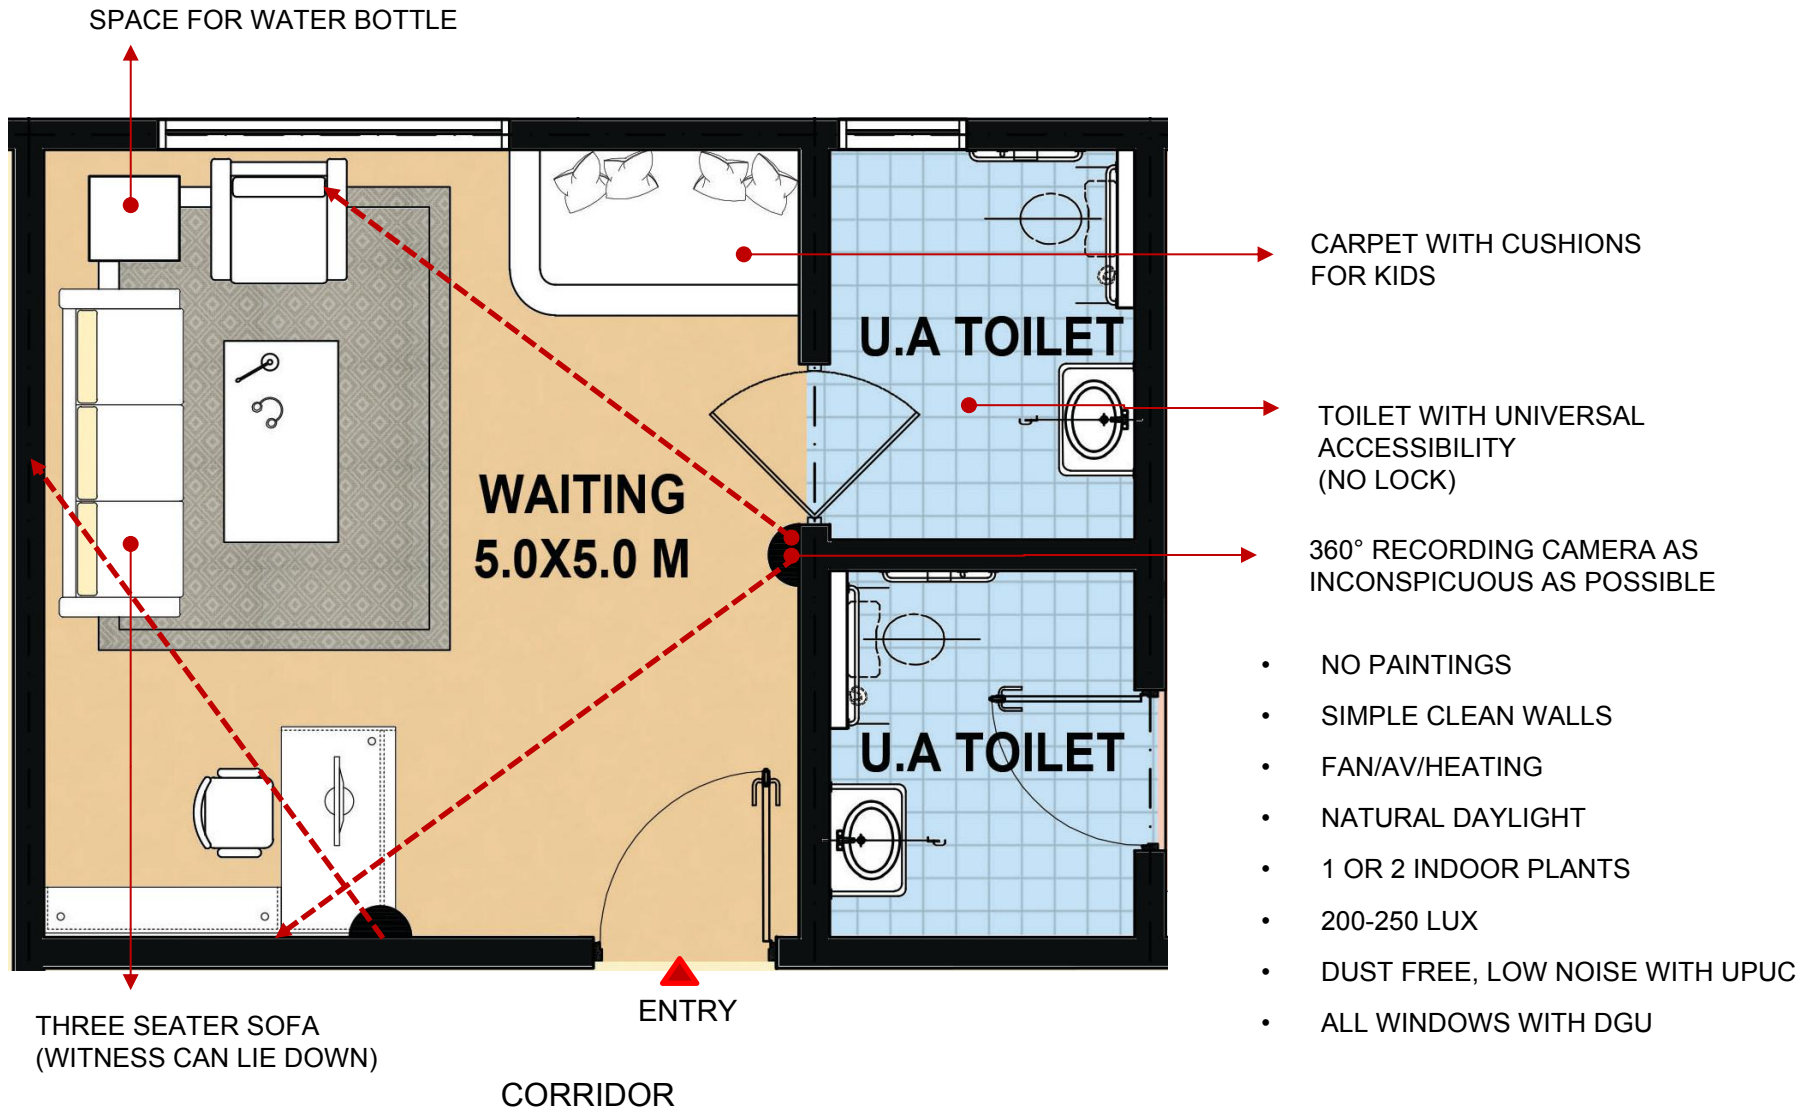 SPACE FOR WATER BOTTLE
CARPET WITH CUSHIONS
FOR KIDS
U.A TOILET
TOILET WITH UNIVERSAL
ACCESSIBILITY
(NO LOCK)
WAITING
5.0X5.0 M
360° RECORDING CAMERA AS
INCONSPICUOUS AS POSSIBLE
• NO PAINTINGS
• SIMPLE CLEAN WALLS
U.A TOILET
• FAN/AV/HEATING
• NATURAL DAYLIGHT
• 1 OR 2 INDOOR PLANTS
• 200-250 LUX
• DUST FREE, LOW NOISE WITH UPUC
• ALL WINDOWS WITH DGU
ENTRY
THREE SEATER SOFA
(WITNESS CAN LIE DOWN)
CORRIDOR